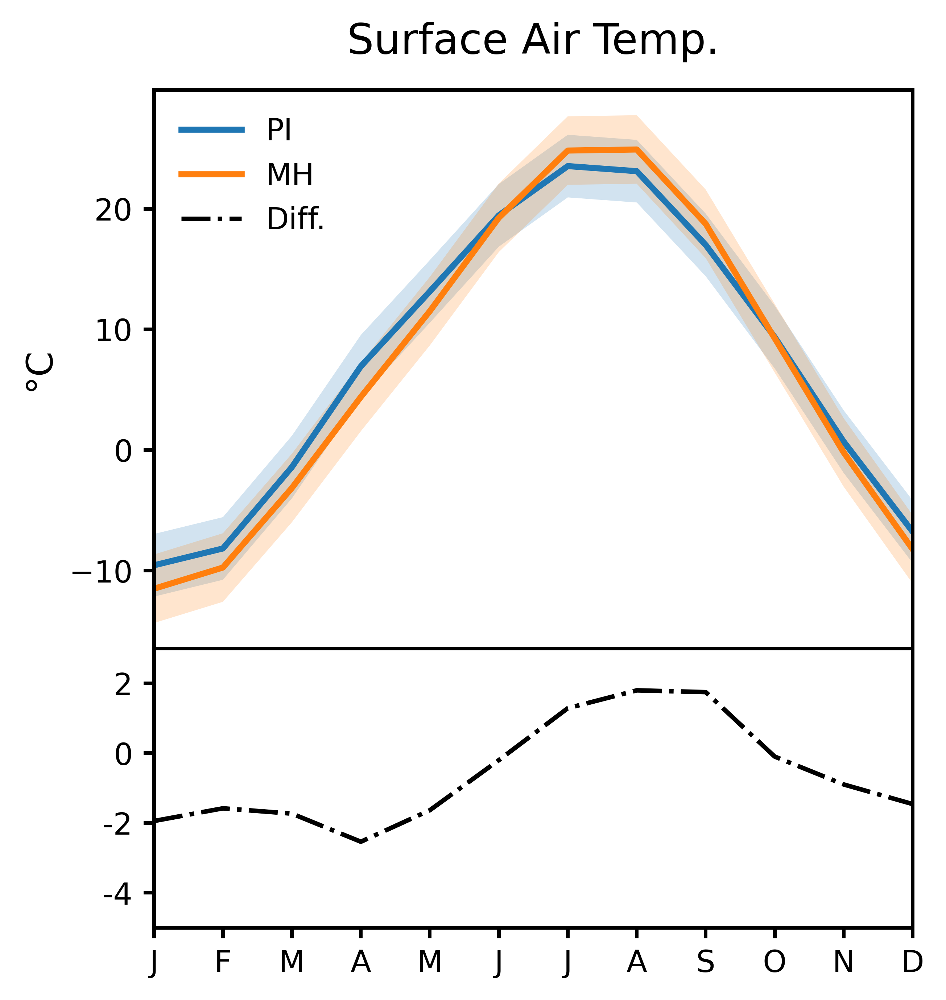 Surface Air Temp.
PI
MH
Diff.
°C
20
10
0
−10
2
0
-2
-4
J F M A M J J A S O N D